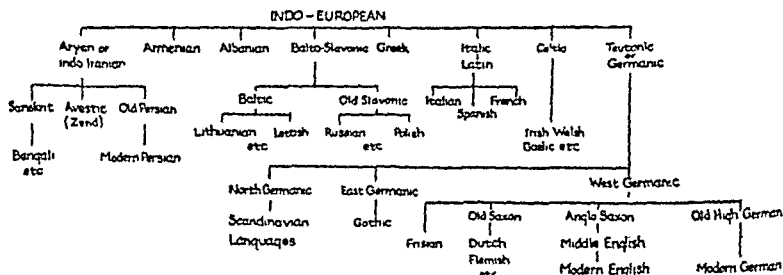 INDO-EUROPEAN
Aryan or Indo Iranian
Armenian
Albanian
Balto-Slavonic
Greek
Italic Latin
Celtic
Teutonic or Germanic
Sanskrit
Avestic (Zend)
Old Persian
Baltic
Old Slavonic
Italian
Spanish
French
Bengali etc
Modern Persian
Lithuanian etc
Lettish
Russian etc
Polish
Irish Welsh Gaelic etc
North Germanic
East Germanic
West Germanic
Scandinavian Languages
Gothic
Frisian
Old Saxon
Anglo Saxon
Old High German
Dutch Flemish etc
Middle English
Modern English
Modern German